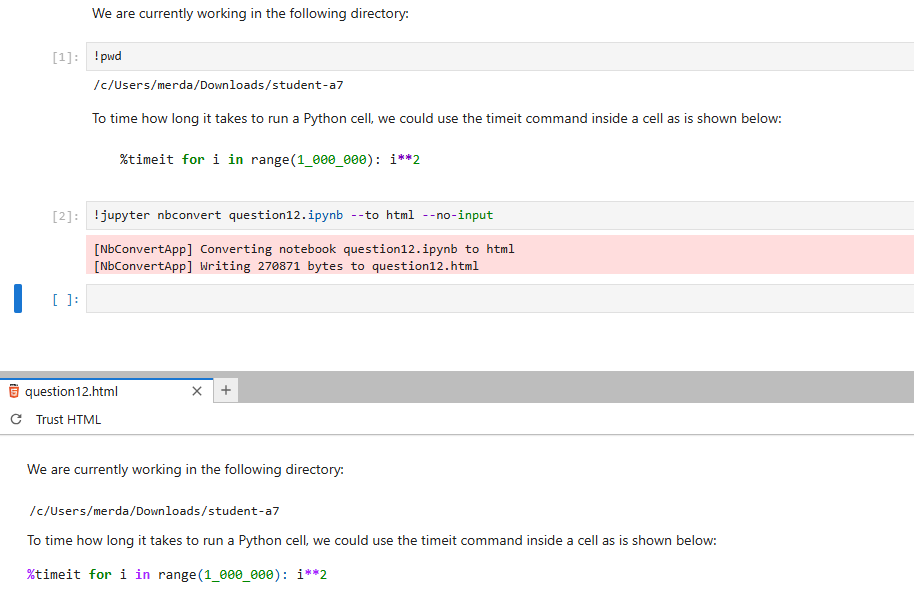 We are currently working in the following directory:
[1]: !pwd
/c/Users/merda/Downloads/student-a7
To time how long it takes to run a Python cell, we could use the timeit command inside a cell as is shown below:
%timeit for i in range(1_000_000): i**2
[2]: !jupyter nbconvert question12.ipynb --to html --no-input
[NbConvertApp] Converting notebook question12.ipynb to html
[NbConvertApp] Writing 270871 bytes to question12.html
[ ]:
question12.html
Trust HTML
We are currently working in the following directory:
/c/Users/merda/Downloads/student-a7
To time how long it takes to run a Python cell, we could use the timeit command inside a cell as is shown below:
%timeit for i in range(1_000_000): i**2